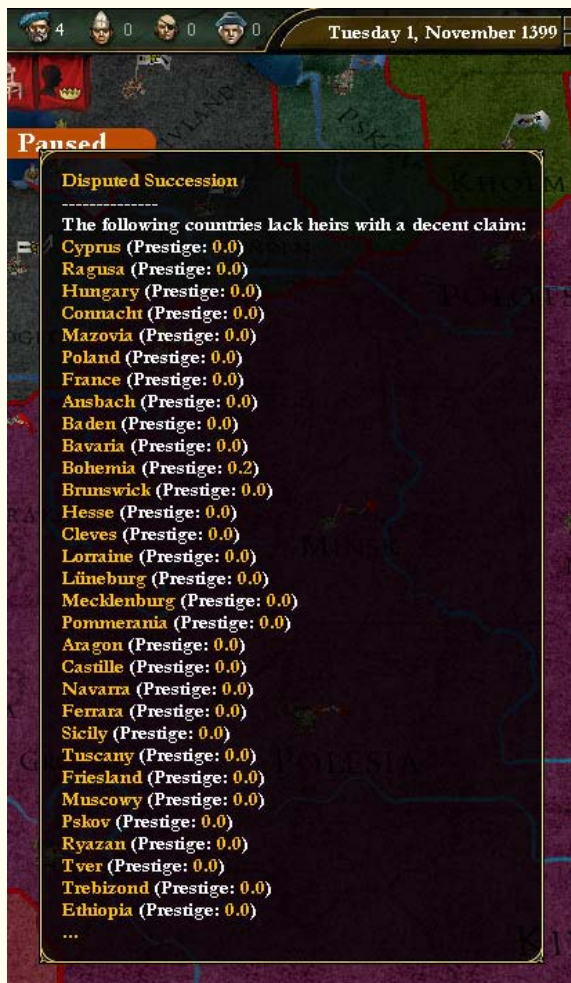 4 0 0 0 Tuesday 1, November 1399
PSK
Paused
KHOLM
Disputed Succession
--------------
The following countries lack heirs with a decent claim:
Cyprus (Prestige: 0.0)
Ragusa (Prestige: 0.0)
Hungary (Prestige: 0.0)
Connacht (Prestige: 0.0)
Mazovia (Prestige: 0.0)
Poland (Prestige: 0.0)
France (Prestige: 0.0)
Ansbach (Prestige: 0.0)
Baden (Prestige: 0.0)
Bavaria (Prestige: 0.0)
Bohemia (Prestige: 0.2)
Brunswick (Prestige: 0.0)
Hesse (Prestige: 0.0)
Cleves (Prestige: 0.0)
Lorraine (Prestige: 0.0)
Lüneburg (Prestige: 0.0)
Mecklenburg (Prestige: 0.0)
Pommerania (Prestige: 0.0)
Aragon (Prestige: 0.0)
Castille (Prestige: 0.0)
Navarra (Prestige: 0.0)
Ferrara (Prestige: 0.0)
Sicily (Prestige: 0.0)
Tuscany (Prestige: 0.0)
Friesland (Prestige: 0.0)
Muscowy (Prestige: 0.0)
Pskov (Prestige: 0.0)
Ryazan (Prestige: 0.0)
Tver (Prestige: 0.0)
Trebizond (Prestige: 0.0)
Ethiopia (Prestige: 0.0)
...
POLOTS
MINSK
POLESIA
KI